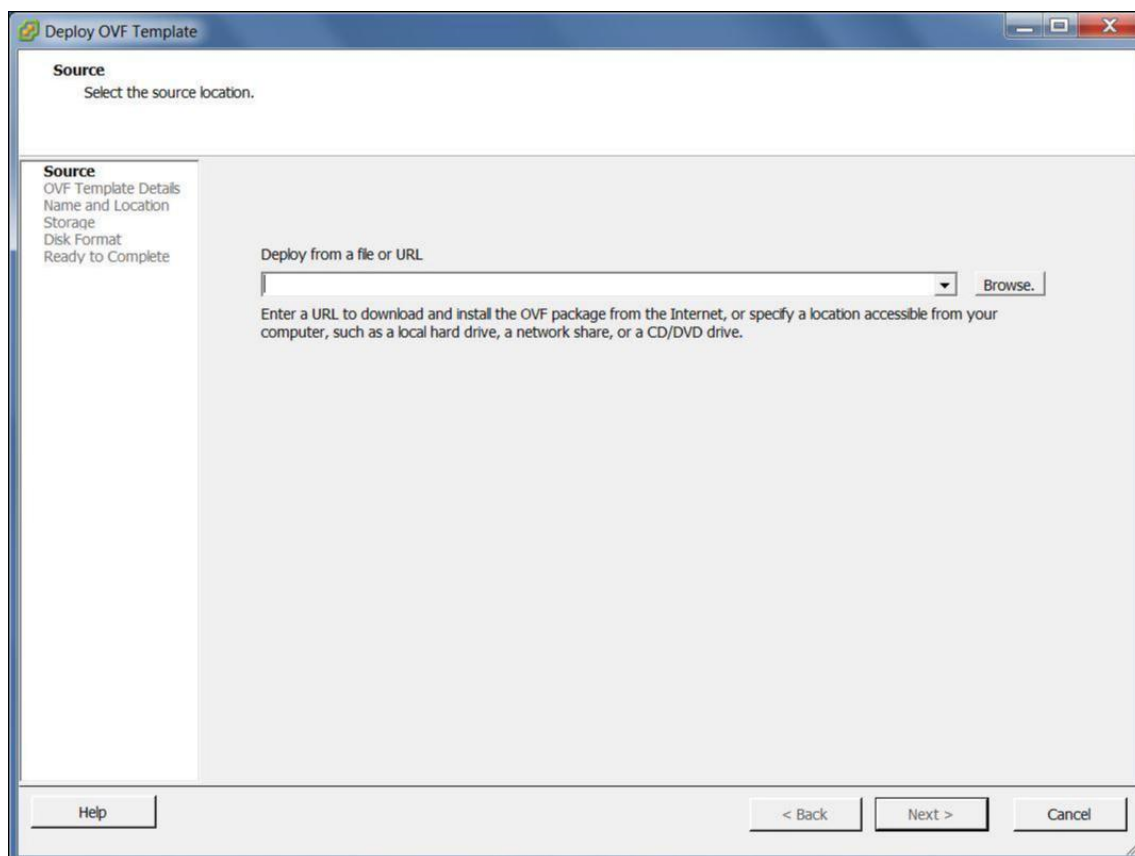 Deploy OVF Template
Source
Select the source location.
Source
OVF Template Details
Name and Location
Storage
Disk Format
Ready to Complete
Deploy from a file or URL
Browse.
Enter a URL to download and install the OVF package from the Internet, or specify a location accessible from your
computer, such as a local hard drive, a network share, or a CD/DVD drive.
Help
< Back
Next >
Cancel